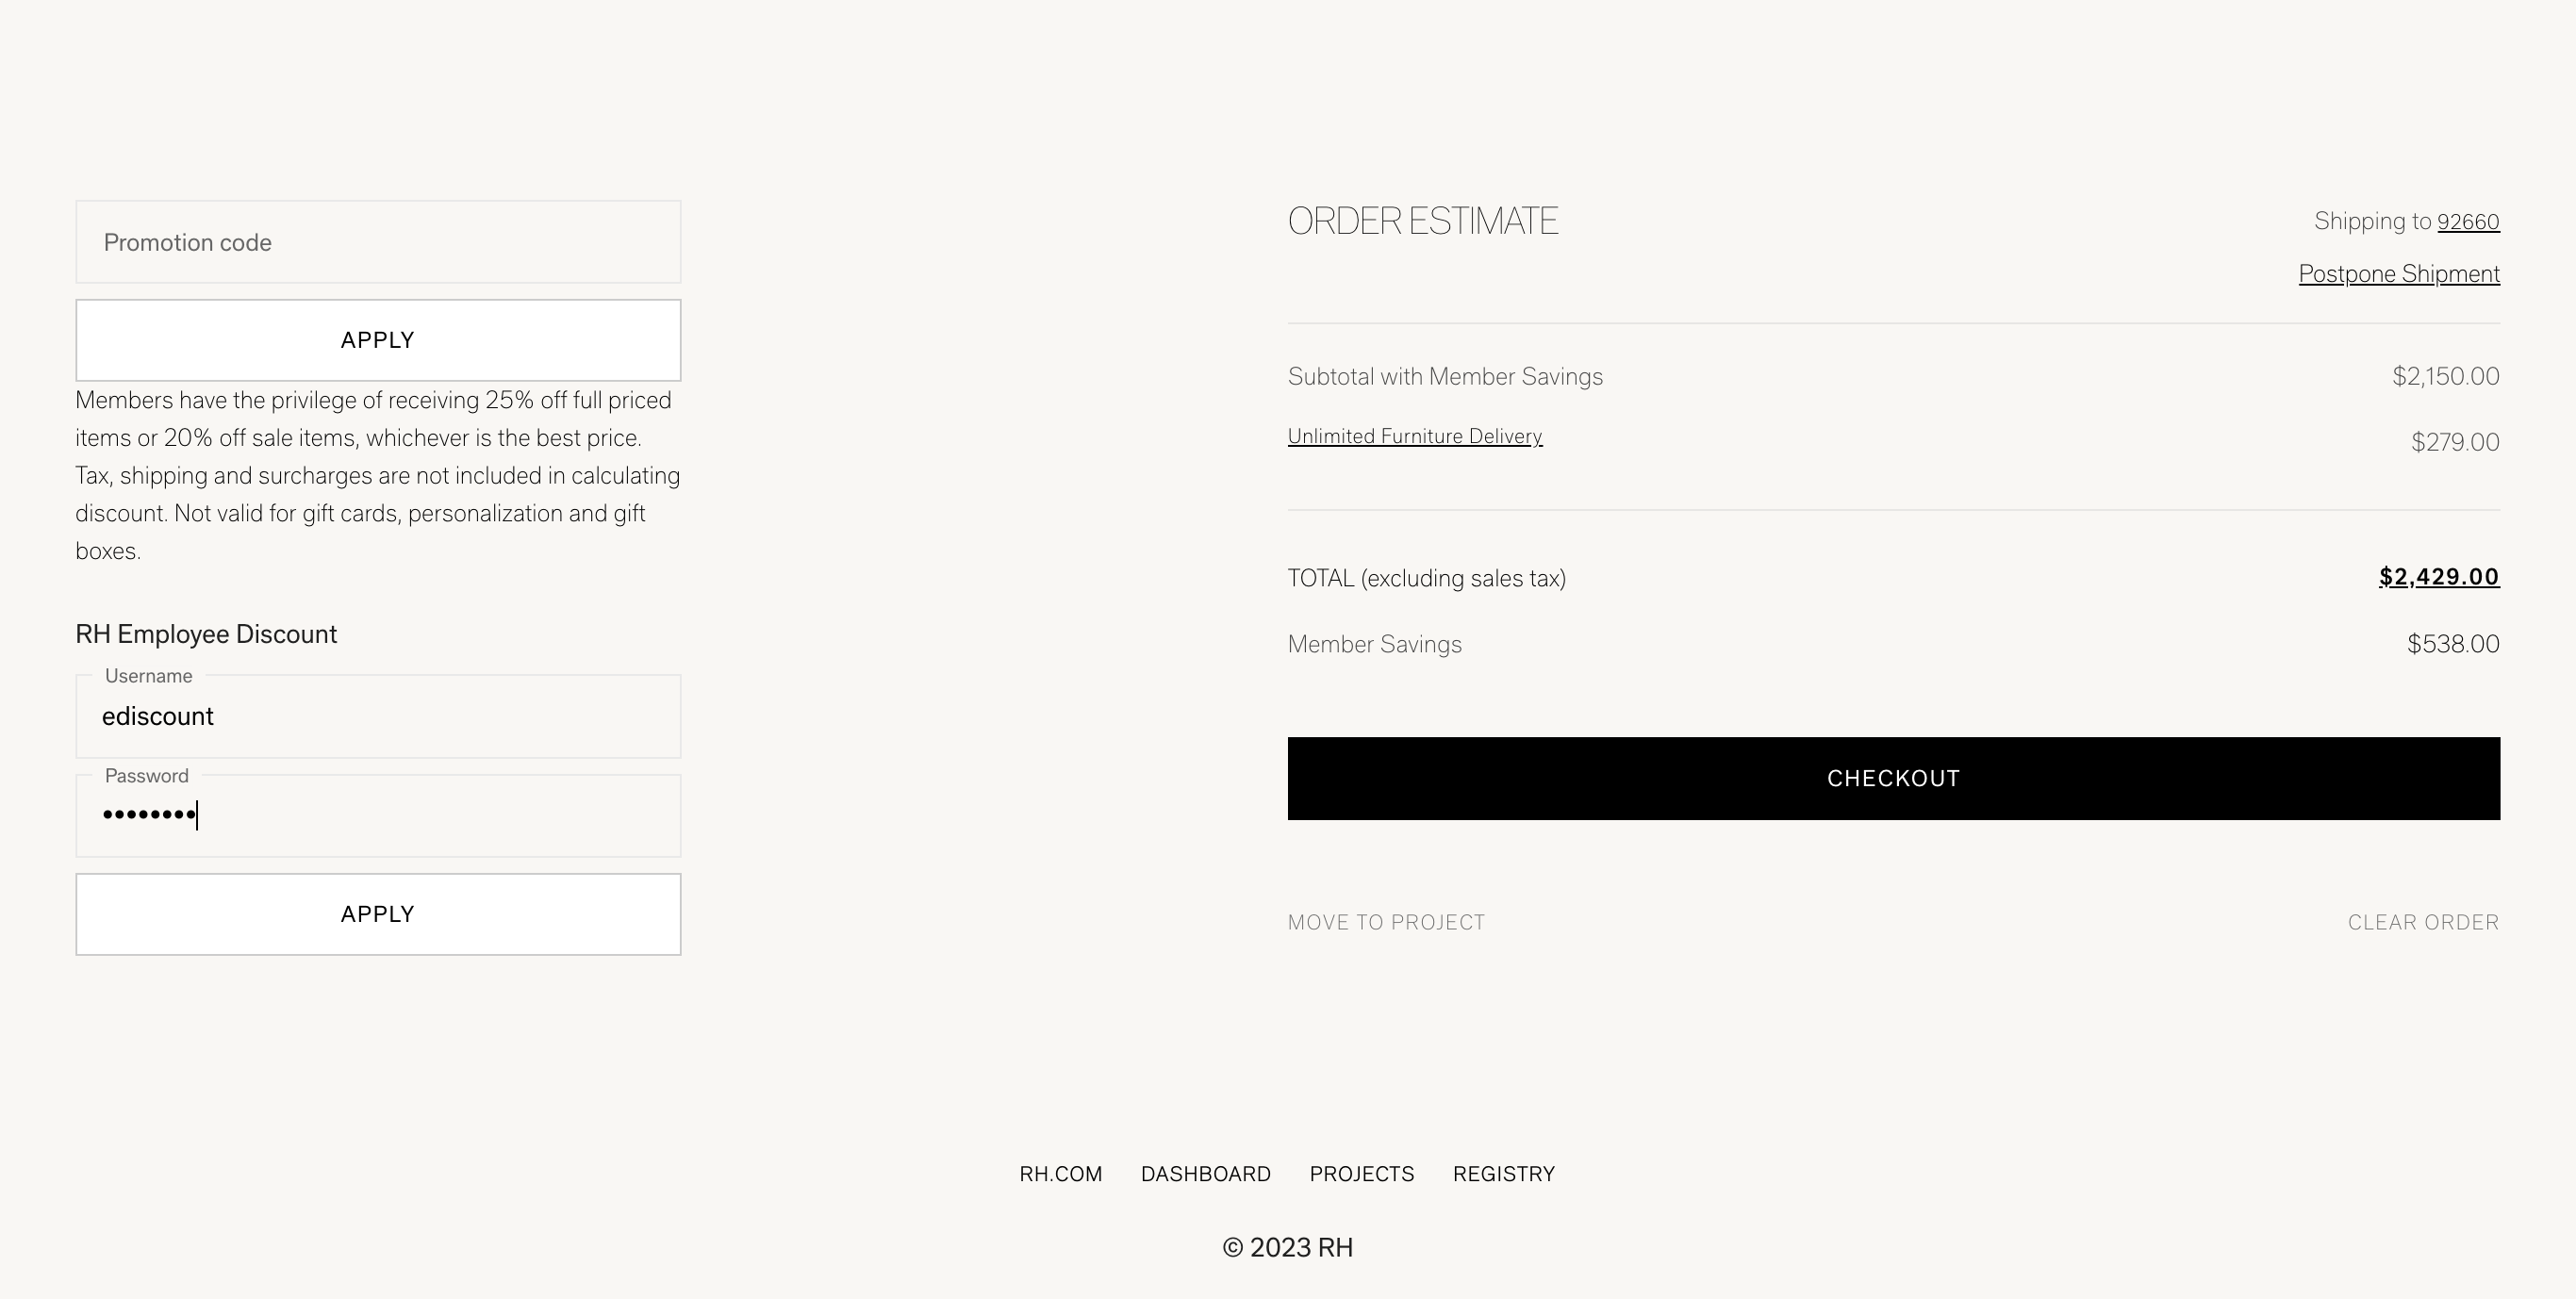 Promotion code
APPLY
Members have the privilege of receiving 25% off full priced
items or 20% off sale items, whichever is the best price.
Tax, shipping and surcharges are not included in calculating
discount. Not valid for gift cards, personalization and gift
boxes.
RH Employee Discount
Username
ediscount
Password
••••••••
APPLY
ORDER ESTIMATE
Shipping to 92660
Postpone Shipment
Subtotal with Member Savings $2,150.00
Unlimited Furniture Delivery $279.00
TOTAL (excluding sales tax) $2,429.00
Member Savings $538.00
CHECKOUT
MOVE TO PROJECT CLEAR ORDER
RH.COM DASHBOARD PROJECTS REGISTRY
© 2023 RH